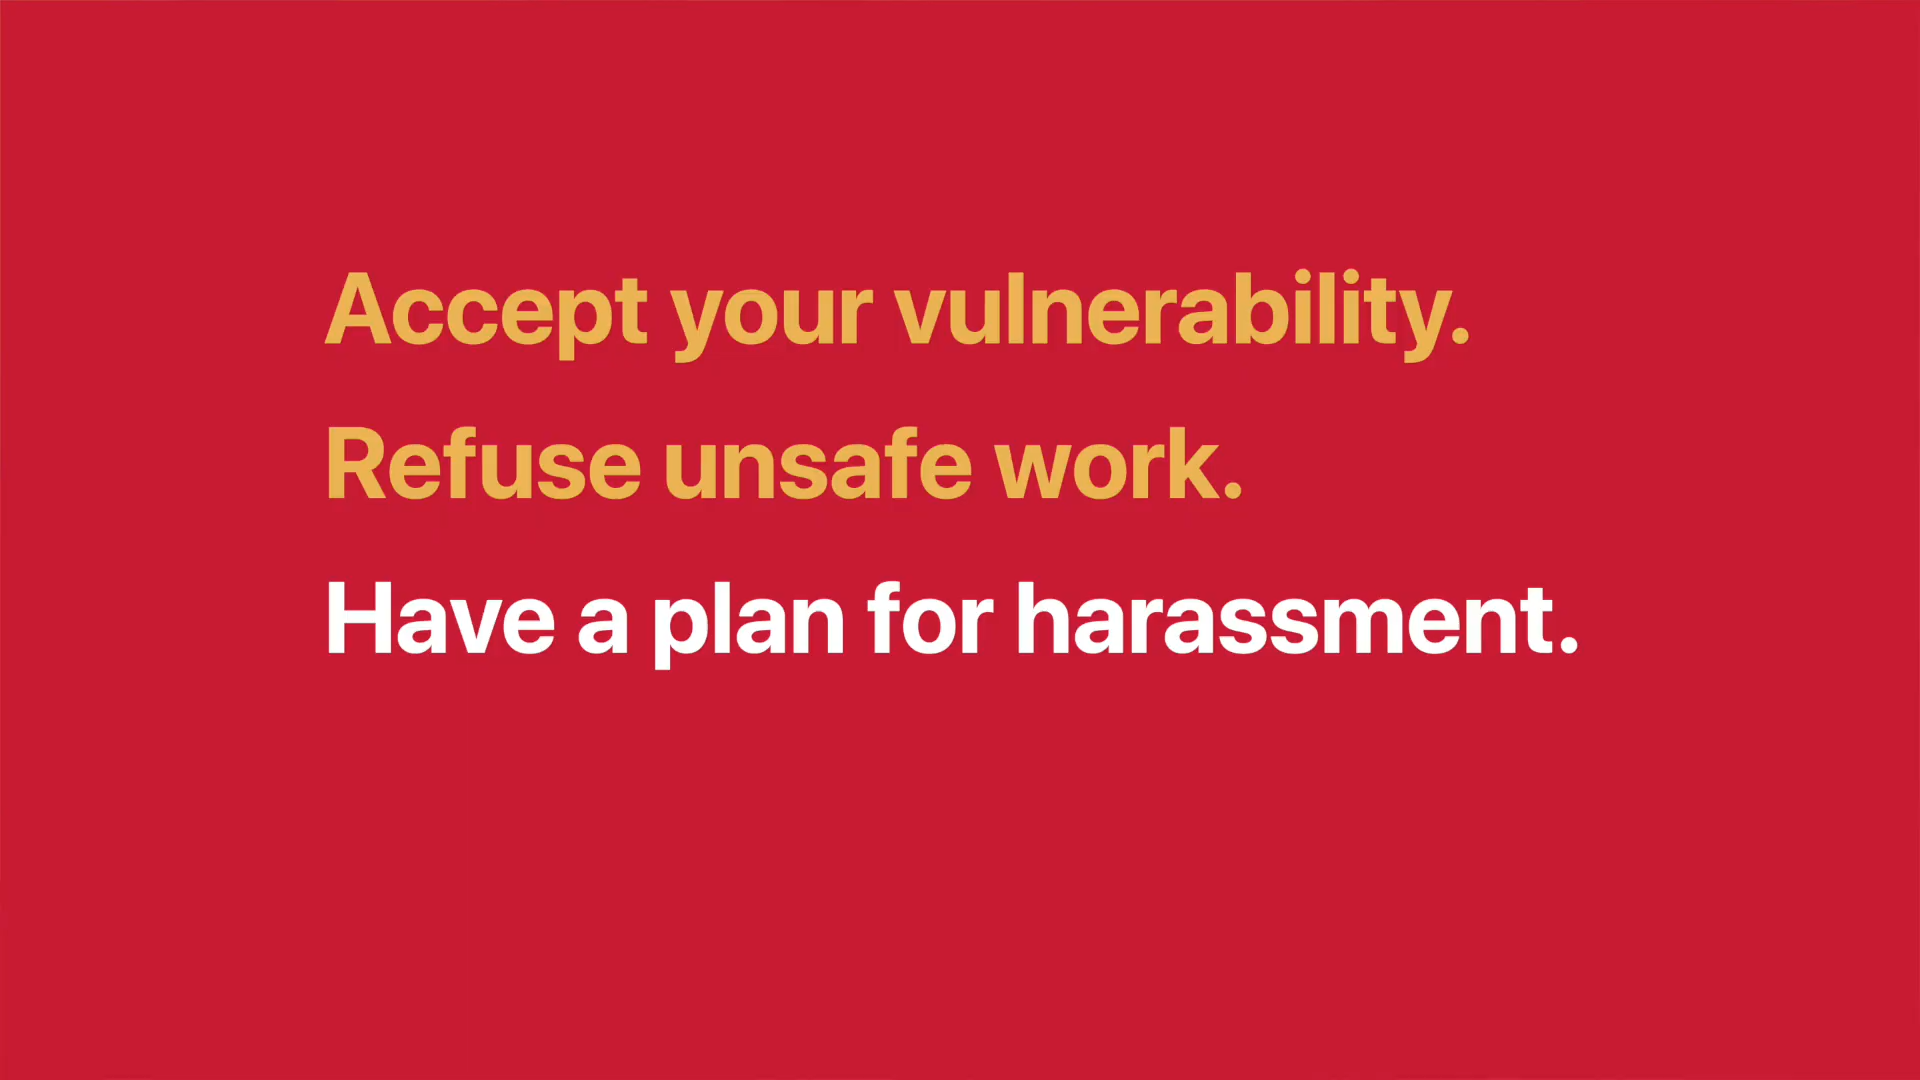 Accept your vulnerability.
Refuse unsafe work.
Have a plan for harassment.